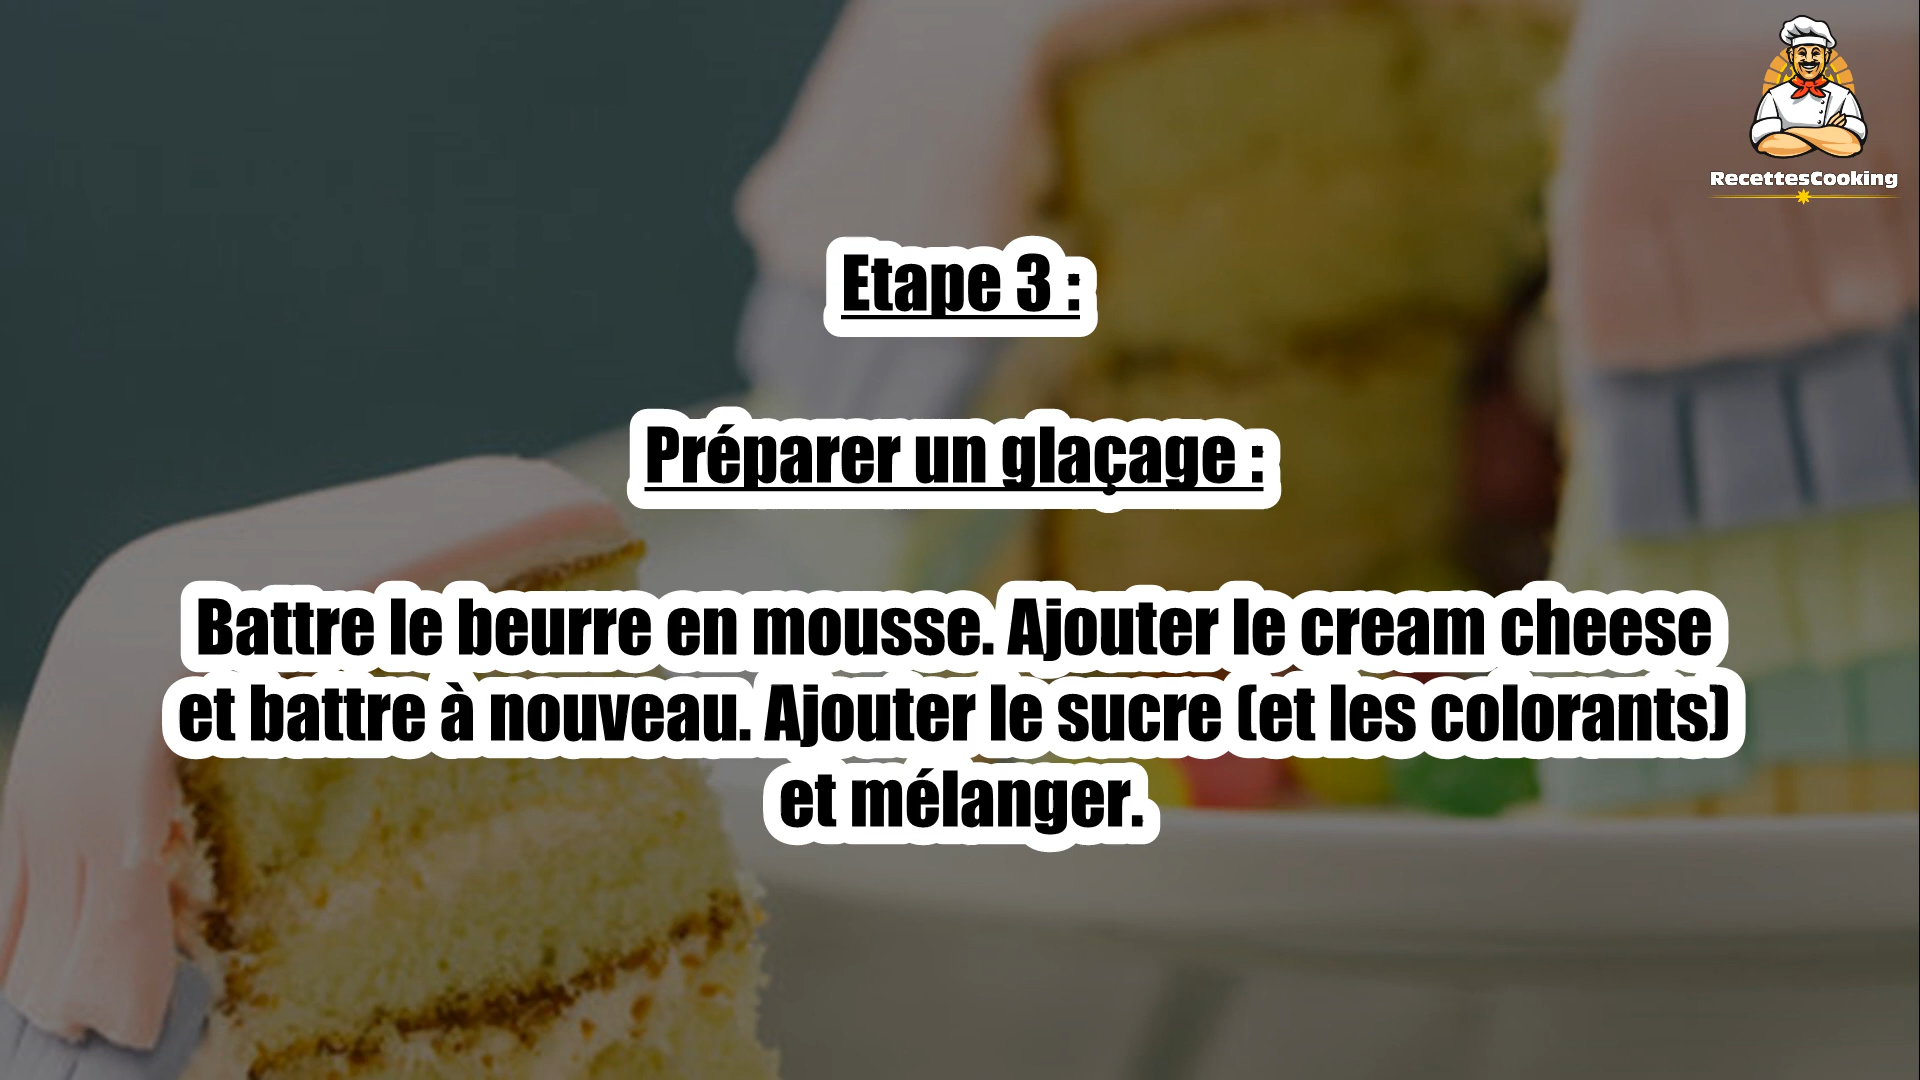 RecettesCooking
Etape 3 :
Préparer un glaçage :
Battre le beurre en mousse. Ajouter le cream cheese
et battre à nouveau. Ajouter le sucre (et les colorants)
et mélanger.